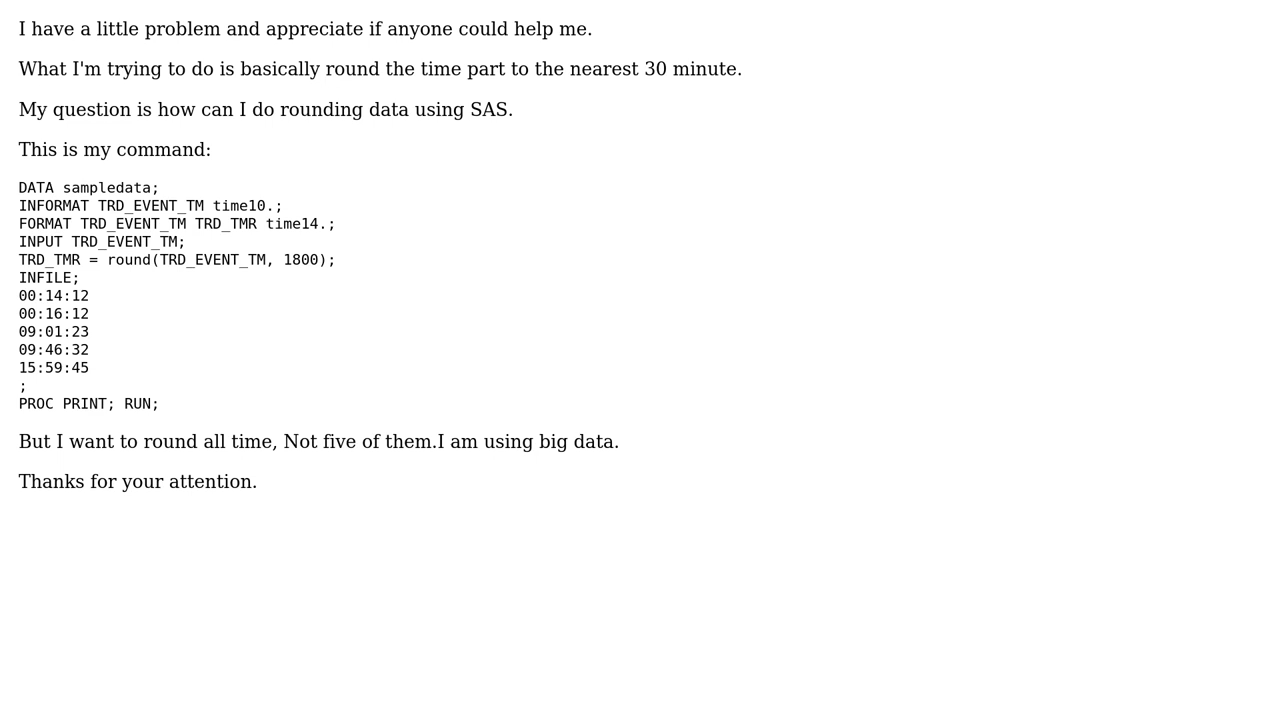 I have a little problem and appreciate if anyone could help me.
What I'm trying to do is basically round the time part to the nearest 30 minute.
My question is how can I do rounding data using SAS.
This is my command:
DATA sampledata;
INFORMAT TRD_EVENT_TM time10.;
FORMAT TRD_EVENT_TM TRD_TMR time14.;
INPUT TRD_EVENT_TM;
TRD_TMR = round(TRD_EVENT_TM, 1800);
INFILE;
00:14:12
00:16:12
09:01:23
09:46:32
15:59:45
;
PROC PRINT; RUN;
But I want to round all time, Not five of them.I am using big data.
Thanks for your attention.